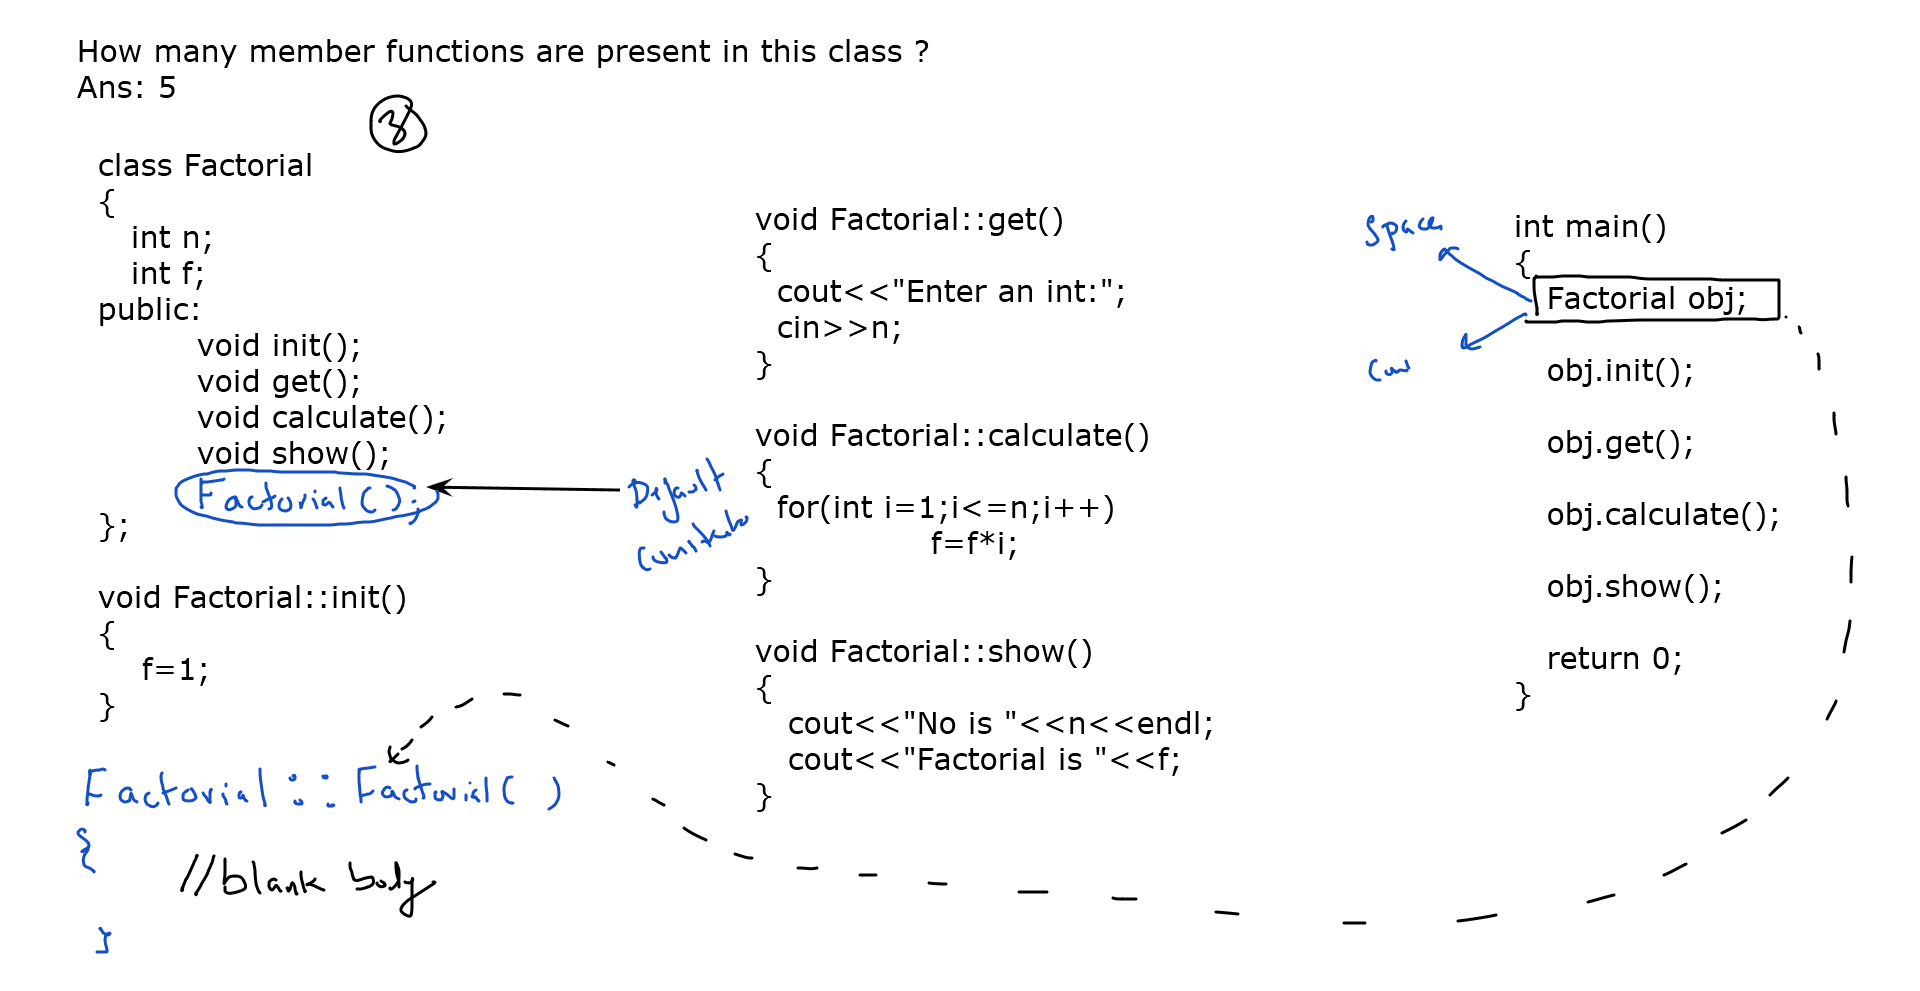 How many member functions are present in this class ?
Ans: 5
3
class Factorial
{
int n;
int f;
public:
void init();
void get();
void calculate();
void show();
Factorial();
};
Default
void Factorial::init()
{
f=1;
}
Factorial :: Factorial( )
{
//blank body
}
void Factorial::get()
{
cout<<"Enter an int:";
cin>>n;
}
void Factorial::calculate()
{
for(int i=1;i<=n;i++)
f=f*i;
}
void Factorial::show()
{
cout<<"No is "<<n<<endl;
cout<<"Factorial is "<<f;
}
int main()
{
Factorial obj;
obj.init();
obj.get();
obj.calculate();
obj.show();
return 0;
}